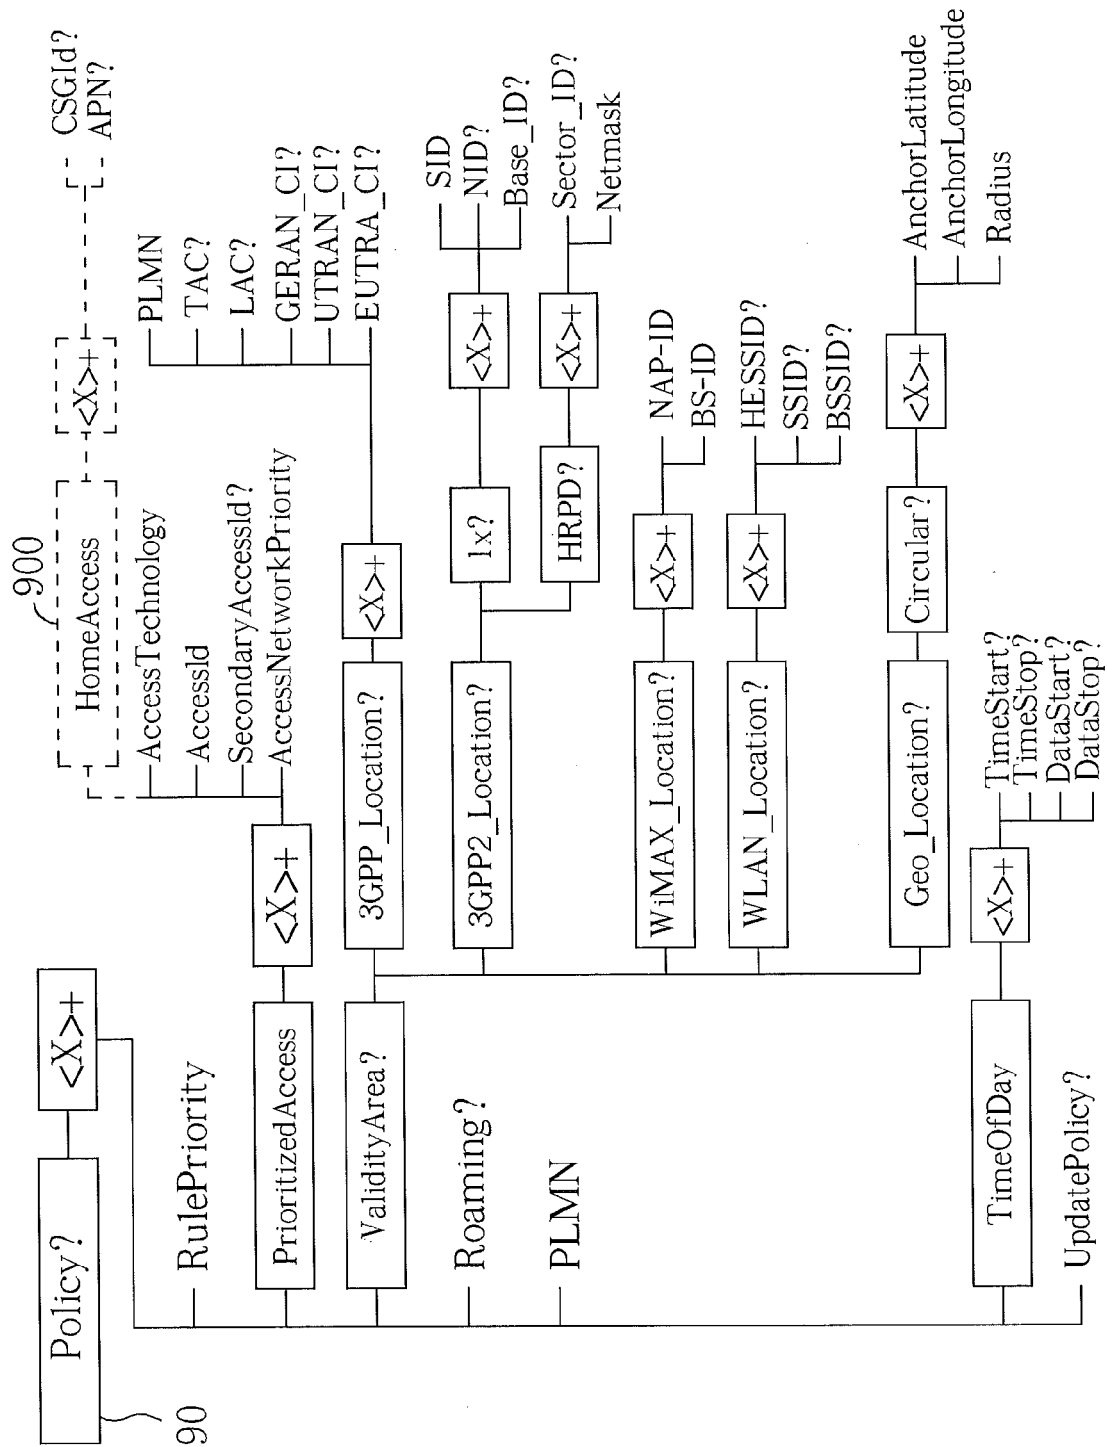 Policy?
<X>+
90
RulePriority
PrioritizedAccess
<X>+
AccessTechnology
AccessId
SecondaryAccessId?
AccessNetworkPriority
HomeAccess
900
<X>+
CSGId?
APN?
ValidityArea?
3GPP_Location?
<X>+
PLMN
TAC?
LAC?
GERAN_CI?
UTRAN_CI?
EUTRA_CI?
3GPP2_Location?
1x?
<X>+
SID
NID?
Base_ID?
HRPD?
<X>+
Sector_ID?
Netmask
WiMAX_Location?
<X>+
NAP-ID
BS-ID
WLAN_Location?
<X>+
HESSID?
SSID?
BSSID?
Geo_Location?
Circular?
<X>+
AnchorLatitude
AnchorLongitude
Radius
Roaming?
PLMN
TimeOfDay
<X>+
TimeStart?
TimeStop?
DataStart?
DataStop?
UpdatePolicy?